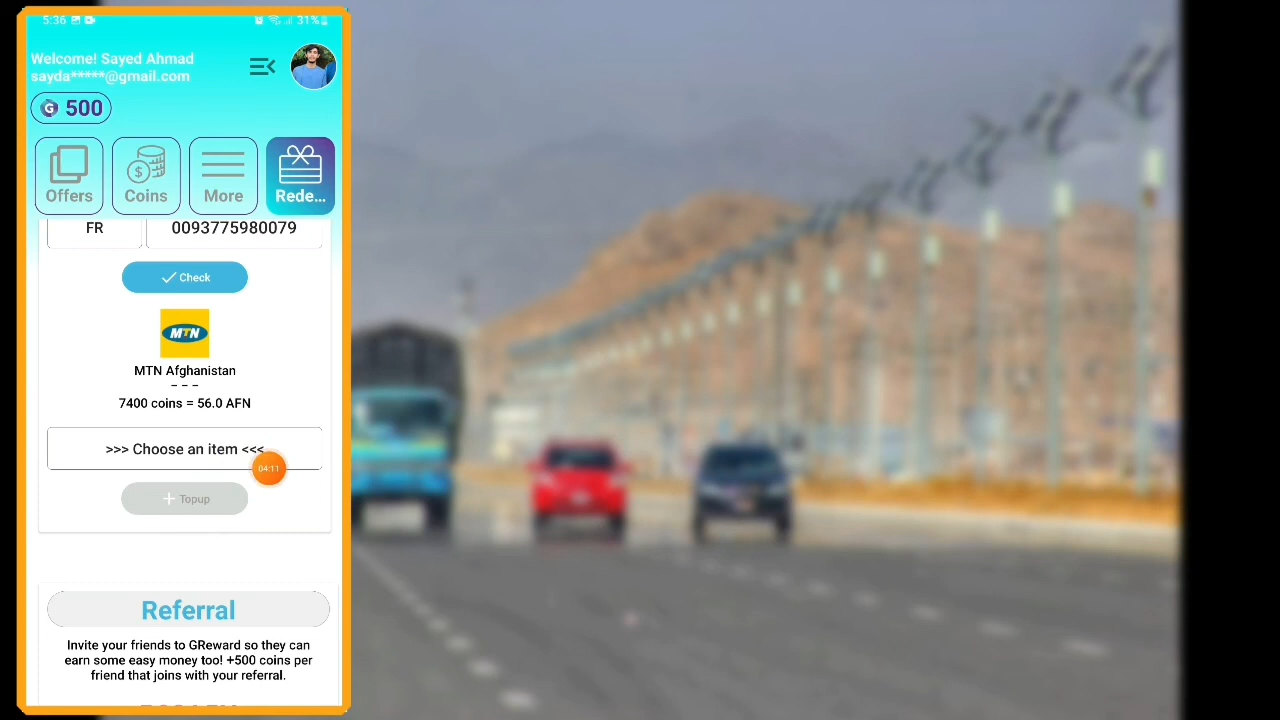 5:36
31%
Welcome! Sayed Ahmad
sayda*****@gmail.com
G 500
Offers
Coins
More
Rede...
FR
0093775980079
Check
MTN
MTN Afghanistan
- - -
7400 coins = 56.0 AFN
>>> Choose an item <<<
04:11
+ Topup
Referral
Invite your friends to GReward so they can
earn some easy money too! +500 coins per
friend that joins with your referral.